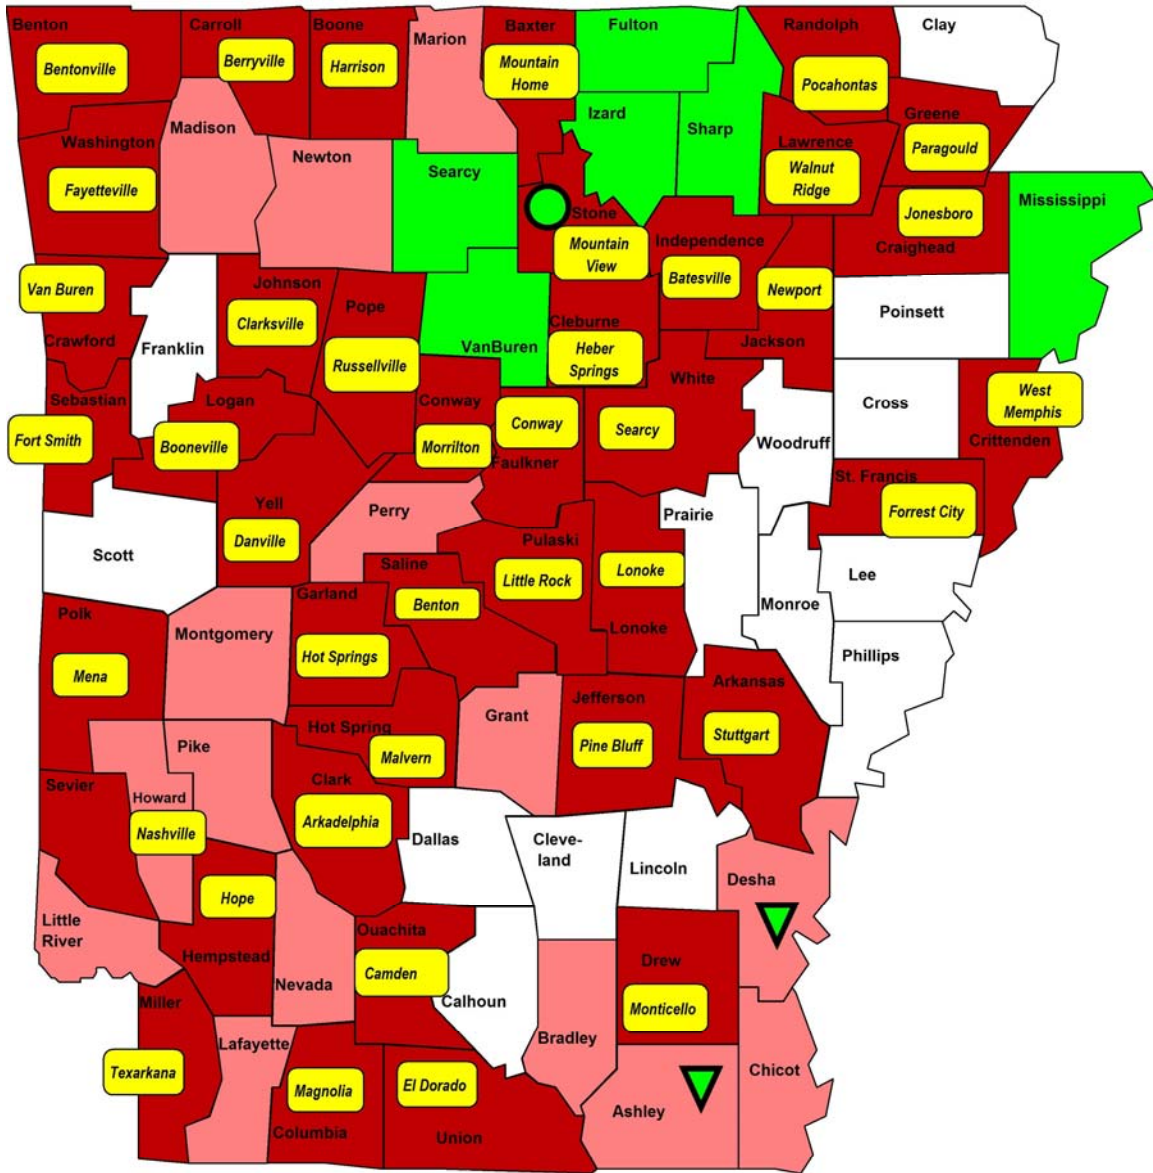 Benton
Carroll
Boone
Marion
Baxter
Fulton
Randolph
Clay
Bentonville
Berryville
Harrison
Mountain
Home
Pocahontas
Madison
Izard
Sharp
Greene
Washington
Newton
Lawrence
Paragould
Fayetteville
Searcy
Walnut
Ridge
Mississippi
Stone
Jonesboro
Mountain
View
Independence
Craighead
Van Buren
Johnson
Batesville
Newport
Pope
Clarksville
Cleburne
Poinsett
Crawford
Franklin
VanBuren
Jackson
Russellville
Heber
Springs
White
West
Memphis
Sebastian
Logan
Conway
Cross
Fort Smith
Booneville
Morrilton
Conway
Searcy
Woodruff
Crittenden
Faulkner
St. Francis
Yell
Perry
Prairie
Forrest City
Scott
Danville
Pulaski
Saline
Little Rock
Lonoke
Lee
Polk
Garland
Benton
Monroe
Montgomery
Lonoke
Mena
Hot Springs
Phillips
Arkansas
Grant
Jefferson
Hot Spring
Pike
Malvern
Pine Bluff
Stuttgart
Sevier
Howard
Clark
Nashville
Arkadelphia
Dallas
Cleve-
land
Lincoln
Desha
Hope
Little
River
Ouachita
Hempstead
Drew
Nevada
Camden
Miller
Calhoun
Monticello
Lafayette
Bradley
Texarkana
Magnolia
El Dorado
Chicot
Ashley
Columbia
Union